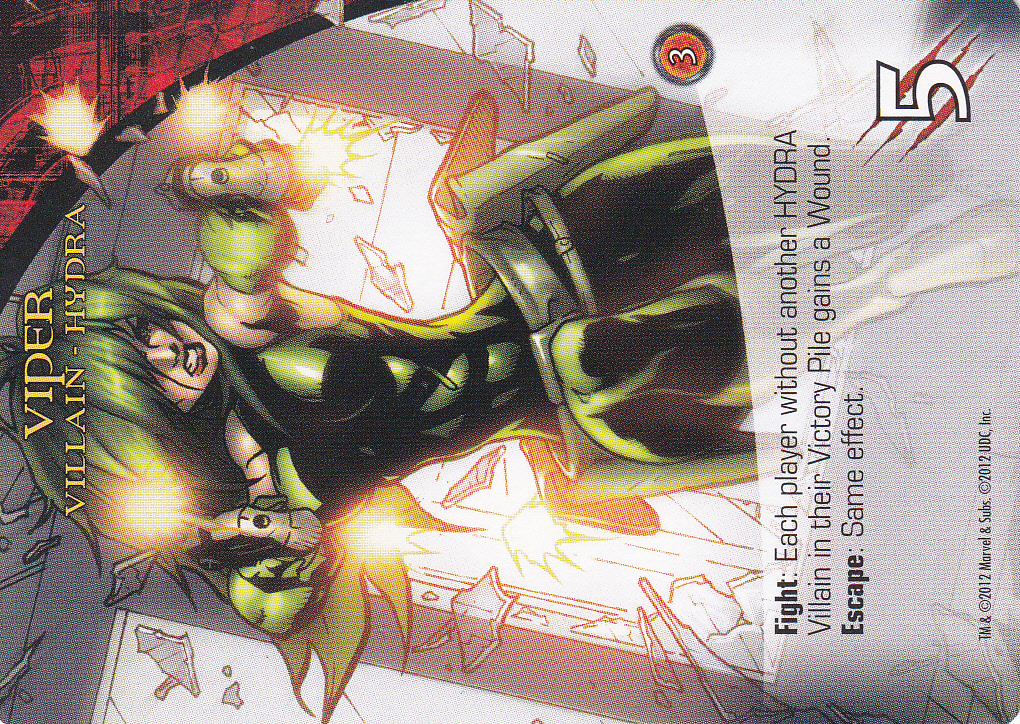 VIPER
VILLAIN - HYDRA
3
Fight: Each player without another HYDRA
Villain in their Victory Pile gains a Wound.
Escape: Same effect.
5
TM & ©2012 Marvel & Subs. ©2012 UDC, Inc.